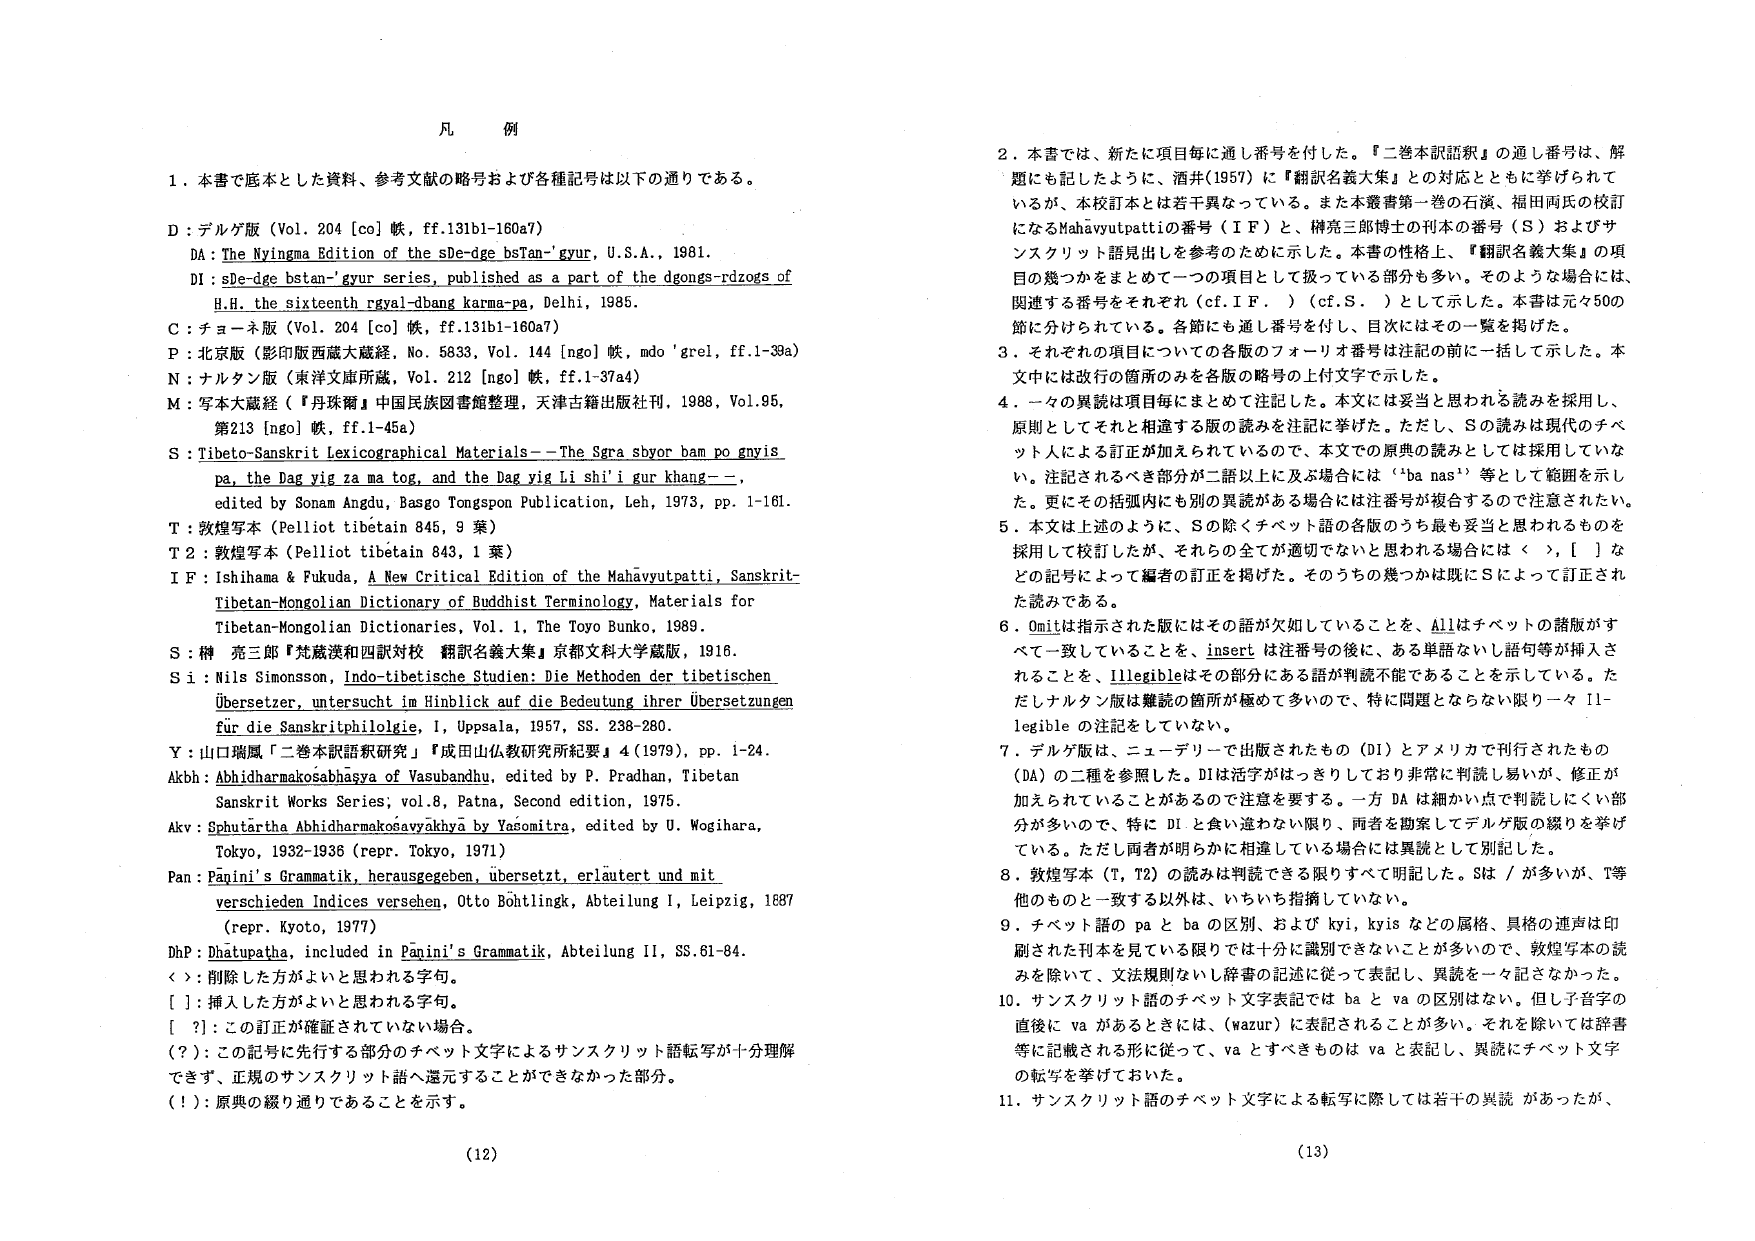 凡　　　例
1．本書で底本とした資料、参考文献の略号および各種記号は以下の通りである。
D：デルゲ版（Vol. 204 [co] 帙, ff.131b1-160a7）
DA：The Nyingma Edition of the sDe-dge bsTan-'gyur, U.S.A., 1981.
DI：sDe-dge bstan-'gyur series, published as a part of the dgongs-rdzogs of
H.H. the sixteenth rgyal-dbang karma-pa, Delhi, 1985.
C：チョーネ版（Vol. 204 [co] 帙, ff.131b1-160a7）
P：北京版（影印版西蔵大蔵経, No. 5833, Vol. 144 [ngo] 帙, mdo 'grel, ff.1-39a）
N：ナルタン版（東洋文庫所蔵, Vol. 212 [ngo] 帙, ff.1-37a4）
M：写本大蔵経（『丹珠爾』中国民族図書館整理, 天津古籍出版社刊, 1988, Vol.95,
第213 [ngo] 帙, ff.1-45a）
S：Tibeto-Sanskrit Lexicographical Materials－－The Sgra sbyor bam po gnyis
pa, the Dag yig za ma tog, and the Dag yig Li shi'i gur khang－－,
edited by Sonam Angdu, Basgo Tongspon Publication, Leh, 1973, pp. 1-161.
T：敦煌写本（Pelliot tibétain 845, 9 葉）
T2：敦煌写本（Pelliot tibétain 843, 1 葉）
IF：Ishihama & Fukuda, A New Critical Edition of the Mahāvyutpatti, Sanskrit-
Tibetan-Mongolian Dictionary of Buddhist Terminology, Materials for
Tibetan-Mongolian Dictionaries, Vol. 1, The Toyo Bunko, 1989.
S：榊　亮三郎『梵蔵漢和四訳対校　翻訳名義大集』京都文科大学蔵版, 1916.
Si：Nils Simonsson, Indo-tibetische Studien: Die Methoden der tibetischen
Übersetzer, untersucht im Hinblick auf die Bedeutung ihrer Übersetzungen
für die Sanskritphilolgie, I, Uppsala, 1957, SS. 238-280.
Y：山口瑞鳳「二巻本訳語釈研究」『成田山仏教研究所紀要』4 (1979), pp. 1-24.
Akbh：Abhidharmakośabhāṣya of Vasubandhu, edited by P. Pradhan, Tibetan
Sanskrit Works Series; vol.8, Patna, Second edition, 1975.
Akv：Sphuṭārtha Abhidharmakośavyākhyā by Yaśomitra, edited by U. Wogihara,
Tokyo, 1932-1936 (repr. Tokyo, 1971)
Pan：Pāṇini's Grammatik, herausgegeben, übersetzt, erläutert und mit
verschieden Indices versehen, Otto Böhtlingk, Abteilung I, Leipzig, 1887
(repr. Kyoto, 1977)
DhP：Dhātupaṭha, included in Pāṇini's Grammatik, Abteilung II, SS.61-84.
< >：削除した方がよいと思われる字句。
[ ]：挿入した方がよいと思われる字句。
[ ?]：この訂正が確証されていない場合。
(?)：この記号に先行する部分のチベット文字によるサンスクリット語転写が十分理解
できず、正規のサンスクリット語へ還元することができなかった部分。
(!)：原典の綴り通りであることを示す。
(12)
2．本書では、新たに項目毎に通し番号を付した。『二巻本訳語釈』の通し番号は、解
題にも記したように、酒井(1957) に『翻訳名義大集』との対応とともに挙げられて
いるが、本校訂本とは若干異なっている。また本叢書第一巻の石濱、福田両氏の校訂
になるMahāvyutpattiの番号（ＩＦ）と、榊亮三郎博士の刊本の番号（S）およびサ
ンスクリット語見出しを参考のために示した。本書の性格上、『翻訳名義大集』の項
目の幾つかをまとめて一つの項目として扱っている部分も多い。そのような場合には、
関連する番号をそれぞれ（cf.ＩＦ.　）（cf.S.　）として示した。本書は元々50の
節に分けられている。各節にも通し番号を付し、目次にはその一覧を掲げた。
3．それぞれの項目についての各版のフォーリオ番号は注記の前に一括して示した。本
文中には改行の箇所のみを各版の略号の上付文字で示した。
4．一々の異読は項目毎にまとめて注記した。本文には妥当と思われる読みを採用し、
原則としてそれと相違する版の読みを注記に挙げた。ただし、Ｓの読みは現代のチベ
ット人による訂正が加えられているので、本文での原典の読みとしては採用していな
い。注記されるべき部分が二語以上に及ぶ場合には ⁽¹ba nas¹⁾ 等として範囲を示し
た。更にその括弧内にも別の異読がある場合には注番号が複合するので注意されたい。
5．本文は上述のように、Ｓの除くチベット語の各版のうち最も妥当と思われるものを
採用して校訂したが、それらの全てが適切でないと思われる場合には < >, [ ] な
どの記号によって編者の訂正を掲げた。そのうちの幾つかは既にＳによって訂正され
た読みである。
6．Omitは指示された版にはその語が欠如していることを、Allはチベットの諸版がす
べて一致していることを、insert は注番号の後に、ある単語ないし語句等が挿入さ
れることを、Illegibleはその部分にある語が判読不能であることを示している。た
だしナルタン版は難読の箇所が極めて多いので、特に問題とならない限り一々 Il-
legible の注記をしていない。
7．デルゲ版は、ニューデリーで出版されたもの（DI）とアメリカで刊行されたもの
（DA）の二種を参照した。DIは活字がはっきりしており非常に判読し易いが、修正が
加えられていることがあるので注意を要する。一方 DA は細かい点で判読しにくい部
分が多いので、特に DI と食い違わない限り、両者を勘案してデルゲ版の綴りを挙げ
ている。ただし両者が明らかに相違している場合には異読として別記した。
8．敦煌写本（T, T2）の読みは判読できる限りすべて明記した。Sは / が多いが、T等
他のものと一致する以外は、いちいち指摘していない。
9．チベット語の pa と ba の区別、および kyi, kyis などの属格、具格の連声は印
刷された刊本を見ている限りでは十分に識別できないことが多いので、敦煌写本の読
みを除いて、文法規則ないし辞書の記述に従って表記し、異読を一々記さなかった。
10．サンスクリット語のチベット文字表記では ba と va の区別はない。但し子音字の
直後に va があるときには、(wazur) に表記されることが多い。それを除いては辞書
等に記載される形に従って、va とすべきものは va と表記し、異読にチベット文字
の転写を挙げておいた。
11．サンスクリット語のチベット文字による転写に際しては若干の異読 があったが、
(13)